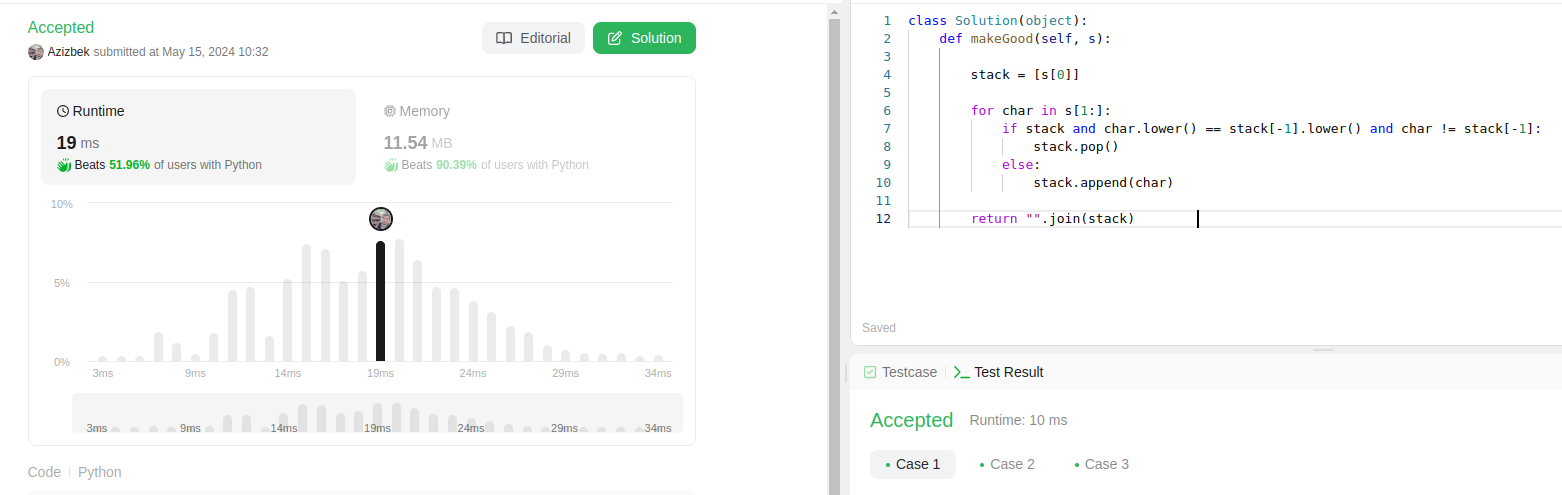 Accepted
Azizbek submitted at May 15, 2024 10:32
Editorial
Solution
Runtime
19 ms
Beats 51.96% of users with Python
Memory
11.54 MB
Beats 90.39% of users with Python
10%
5%
0%
3ms 9ms 14ms 19ms 24ms 29ms 34ms
3ms 9ms 14ms 19ms 24ms 29ms 34ms
Code Python
1 class Solution(object):
2     def makeGood(self, s):
3
4         stack = [s[0]]
5
6         for char in s[1:]:
7             if stack and char.lower() == stack[-1].lower() and char != stack[-1]:
8                 stack.pop()
9             else:
10                 stack.append(char)
11
12         return "".join(stack)
Saved
Testcase
Test Result
Accepted Runtime: 10 ms
Case 1 Case 2 Case 3